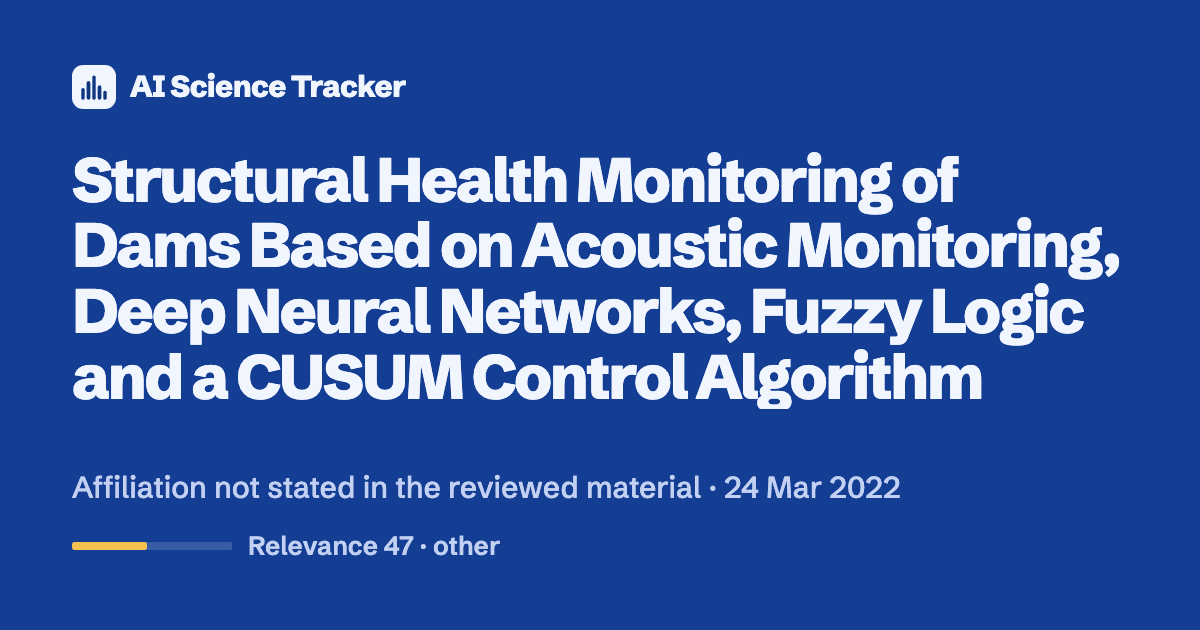 AI Science Tracker
Structural Health Monitoring of
Dams Based on Acoustic Monitoring,
Deep Neural Networks, Fuzzy Logic
and a CUSUM Control Algorithm
Affiliation not stated in the reviewed material · 24 Mar 2022
Relevance 47 · other